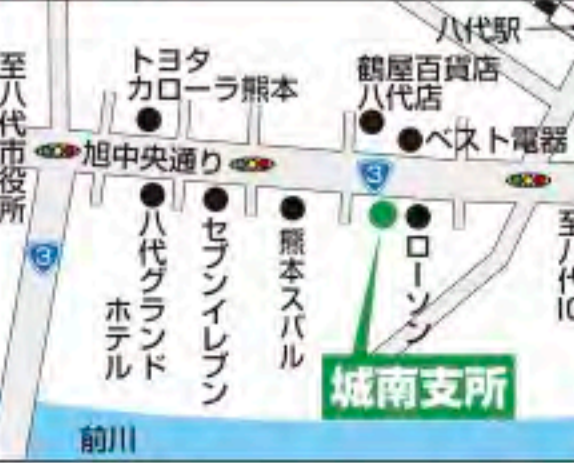 八代駅
トヨタ
カローラ熊本
鶴屋百貨店
八代店
ベスト電器
至八代市役所
旭中央通り
3
3
八代グランド
ホテル
セブンイレブン
熊本スバル
ローソン
至八代IC
城南支所
前川